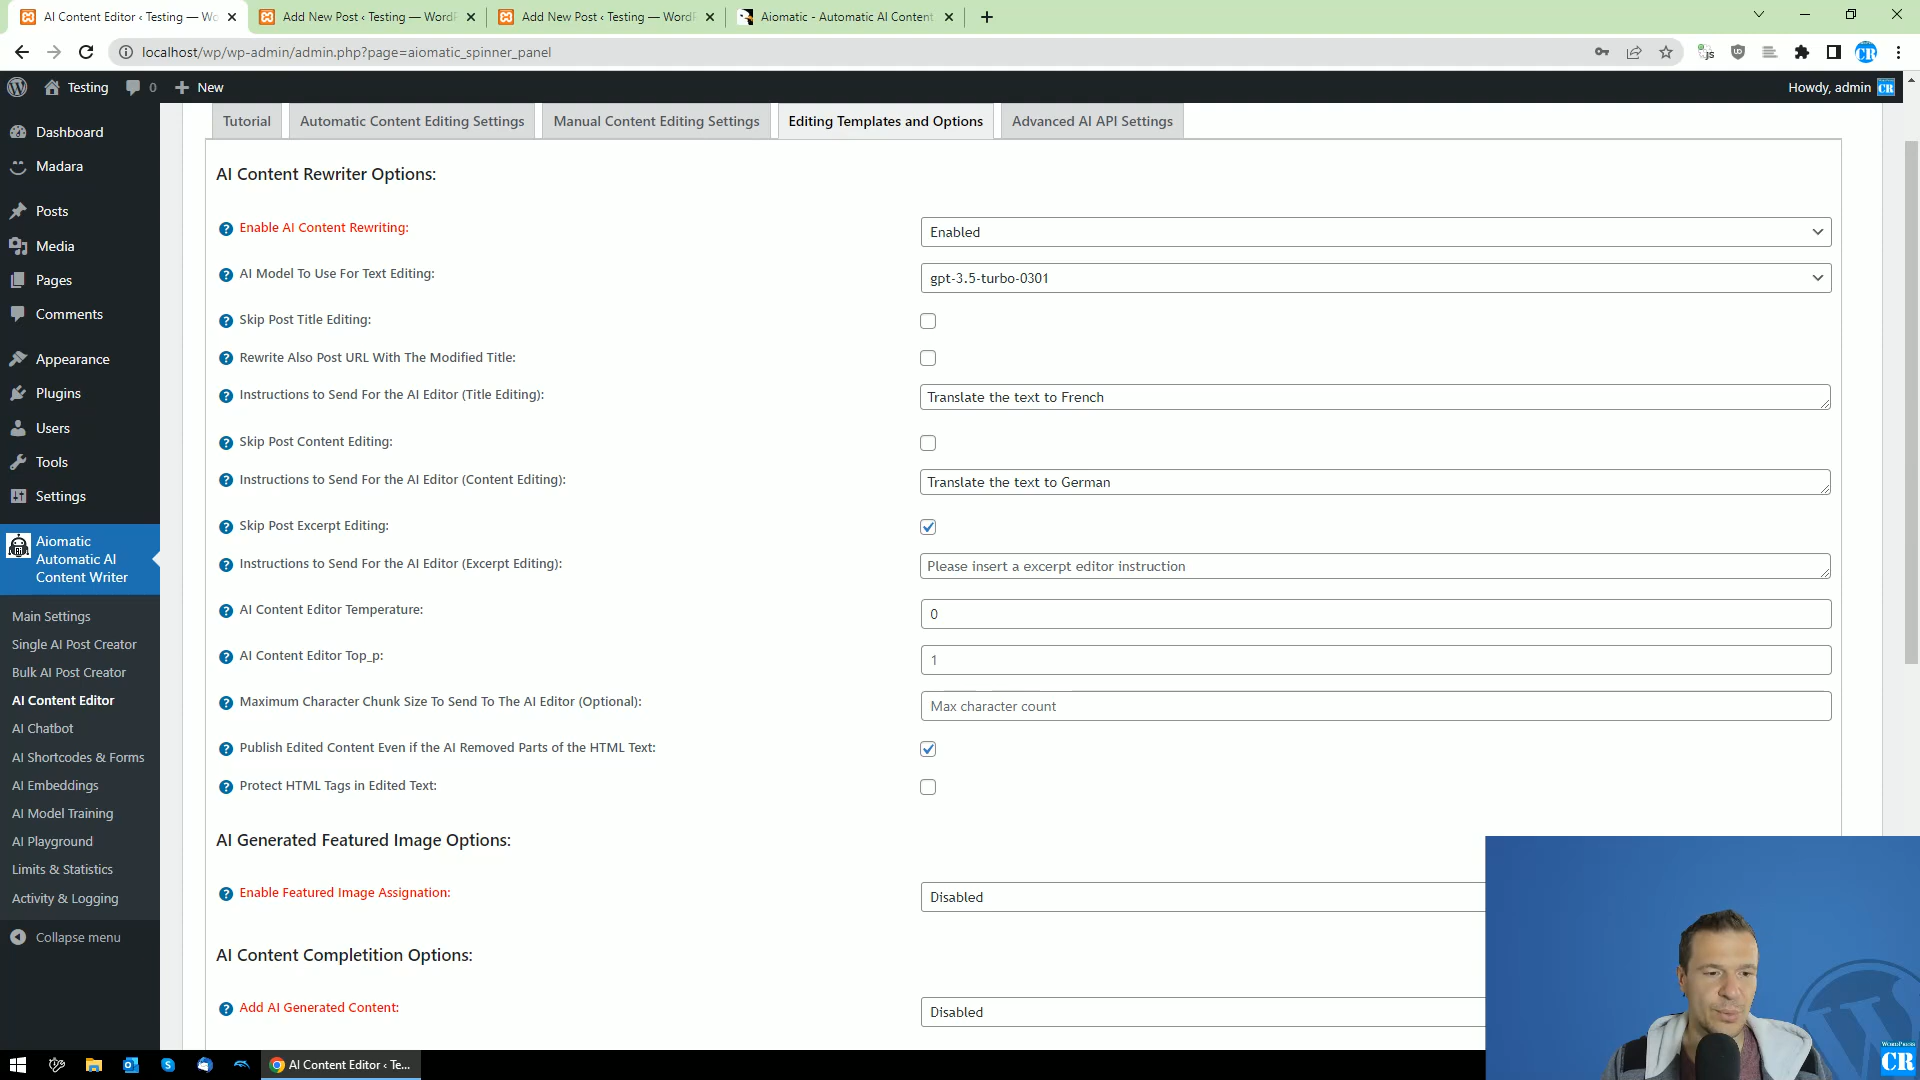 AI Content Editor ‹ Testing — Wo
Add New Post ‹ Testing — WordP
Add New Post ‹ Testing — WordP
Aiomatic - Automatic AI Content
localhost/wp/wp-admin/admin.php?page=aiomatic_spinner_panel
Testing
0
New
Howdy, admin
Dashboard
Madara
Posts
Media
Pages
Comments
Appearance
Plugins
Users
Tools
Settings
Aiomatic
Automatic AI
Content Writer
Main Settings
Single AI Post Creator
Bulk AI Post Creator
AI Content Editor
AI Chatbot
AI Shortcodes & Forms
AI Embeddings
AI Model Training
AI Playground
Limits & Statistics
Activity & Logging
Collapse menu
Tutorial
Automatic Content Editing Settings
Manual Content Editing Settings
Editing Templates and Options
Advanced AI API Settings
AI Content Rewriter Options:
Enable AI Content Rewriting:
Enabled
AI Model To Use For Text Editing:
gpt-3.5-turbo-0301
Skip Post Title Editing:
Rewrite Also Post URL With The Modified Title:
Instructions to Send For the AI Editor (Title Editing):
Translate the text to French
Skip Post Content Editing:
Instructions to Send For the AI Editor (Content Editing):
Translate the text to German
Skip Post Excerpt Editing:
Instructions to Send For the AI Editor (Excerpt Editing):
Please insert a excerpt editor instruction
AI Content Editor Temperature:
0
AI Content Editor Top_p:
1
Maximum Character Chunk Size To Send To The AI Editor (Optional):
Max character count
Publish Edited Content Even if the AI Removed Parts of the HTML Text:
Protect HTML Tags in Edited Text:
AI Generated Featured Image Options:
Enable Featured Image Assignation:
Disabled
AI Content Completition Options:
Add AI Generated Content:
Disabled
AI Content Editor ‹ Te...
WORDPRESS
CR